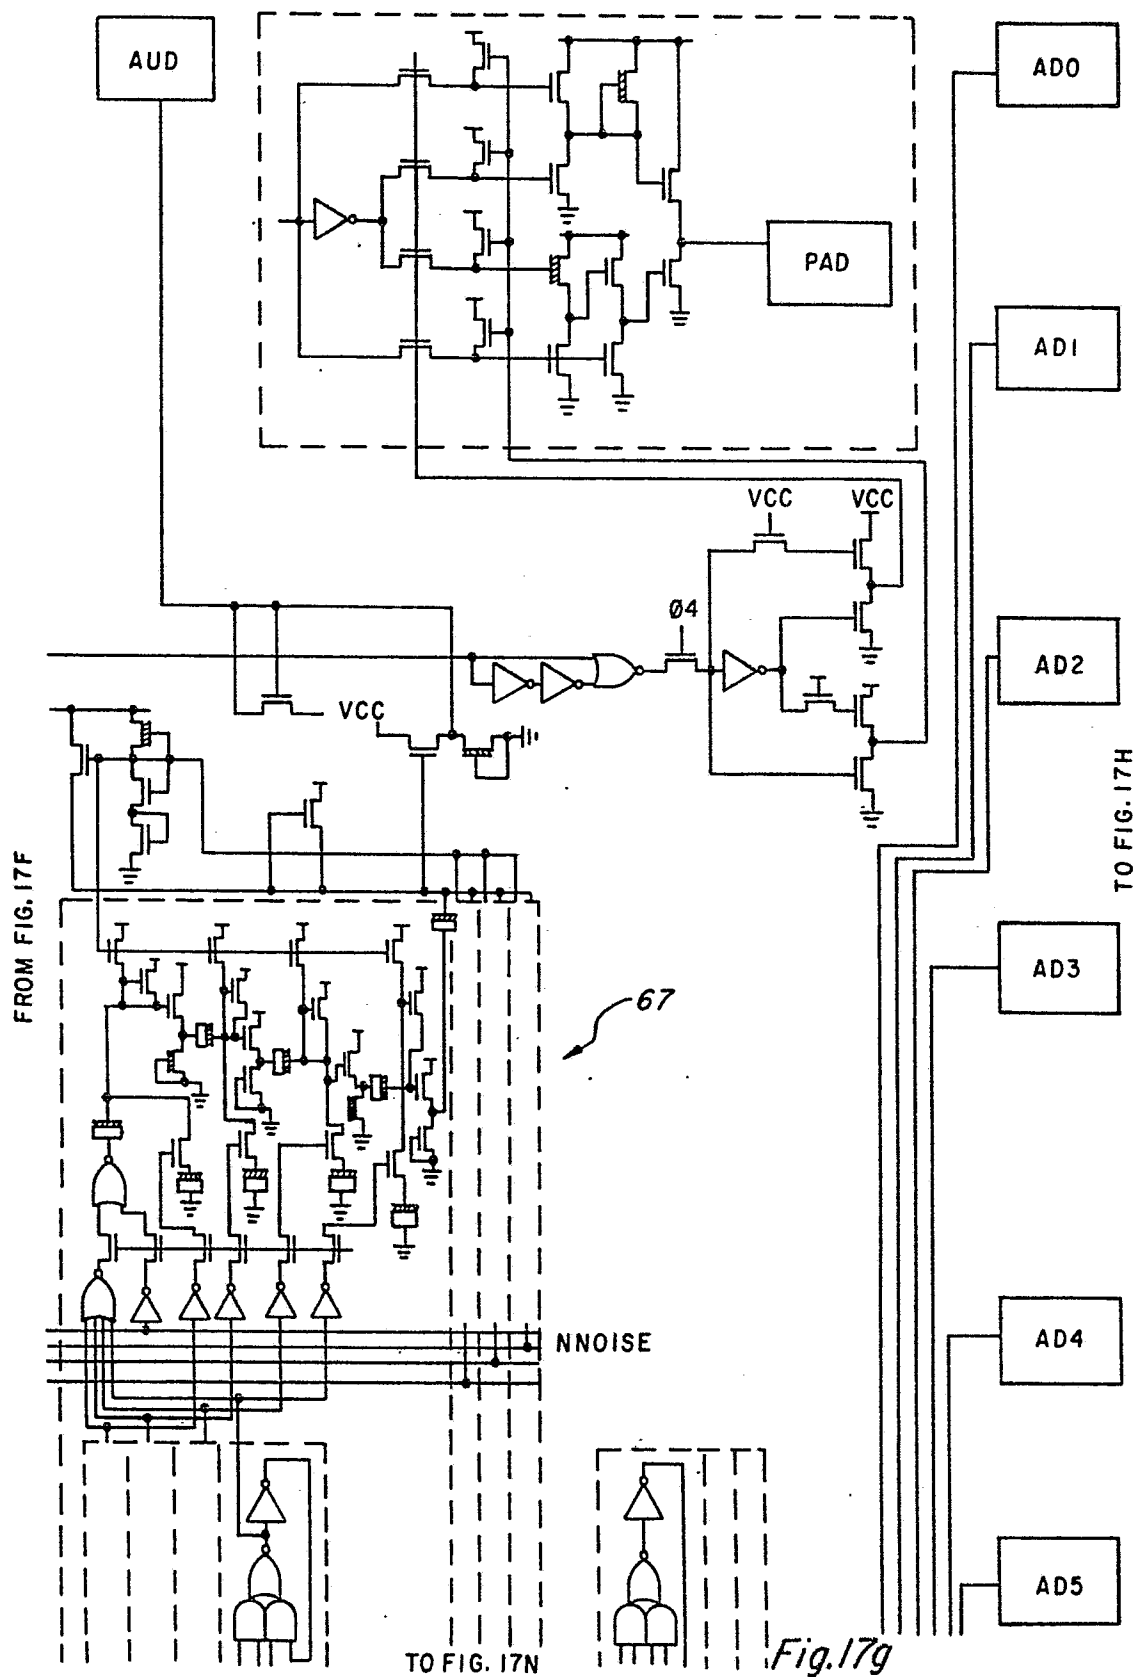 AUD
AD0
PAD
AD1
VCC
VCC
Ø4
AD2
VCC
TO FIG. 17H
FROM FIG. 17F
AD3
67
NNOISE
AD4
AD5
TO FIG. 17N
Fig.17g